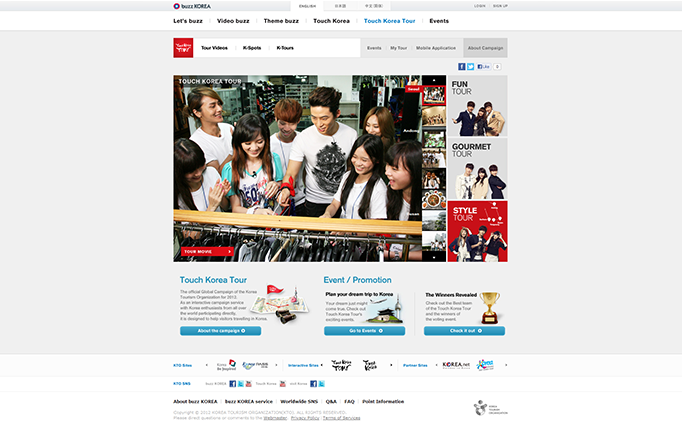 buzz KOREA
ENGLISH
日本語
LOGIN
SIGN UP
Let's buzz
Video buzz
Theme buzz
Touch Korea
Touch Korea Tour
Events
Tour Videos
K-Spots
K-Tours
Events
My Tour
Mobile Application
About Campaign
Like
0
TOUCH KOREA TOUR
Seoul
Andong
Busan
TOUR MOVIE
FUN
TOUR
GOURMET
TOUR
STYLE
TOUR
Touch Korea Tour
The official Global Campaign of the Korea
Tourism Organization for 2012.
As an interactive campaign service
with Korea enthusiasts from all over
the world participating directly,
it is designed to help visitors travelling in Korea.
About the campaign
Event / Promotion
Plan your dream trip to Korea
Your dream just might
come true. Check out
Touch Korea Tour's
exciting events.
Go to Events
The Winners Revealed
Check out the Best team
of the Touch Korea Tour
and the winners of
the voting event
Check it out
KTO Sites
Interactive Sites
Touch Korea
TOUR
Touch
Korea
Partner Sites
KOREA.net
KTO SNS
buzz KOREA
Touch Korea
visit Korea
About buzz KOREA
buzz KOREA service
Worldwide SNS
Q&A
FAQ
Point Information
Copyright © 2012 KOREA TOURISM ORGANIZATION(KTO). ALL RIGHTS RESERVED.
Please direct questions or comments to the Webmaster
Privacy Policy
Terms of Services
KOREA
TOURISM
ORGANIZATION